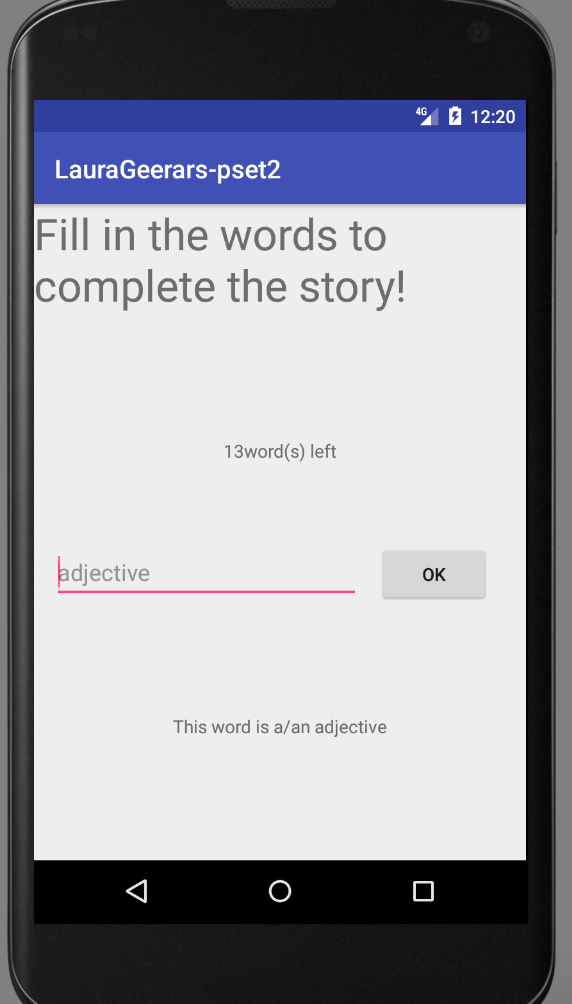 4G 12:20
LauraGeerars-pset2
Fill in the words to
complete the story!
13word(s) left
adjective
OK
This word is a/an adjective